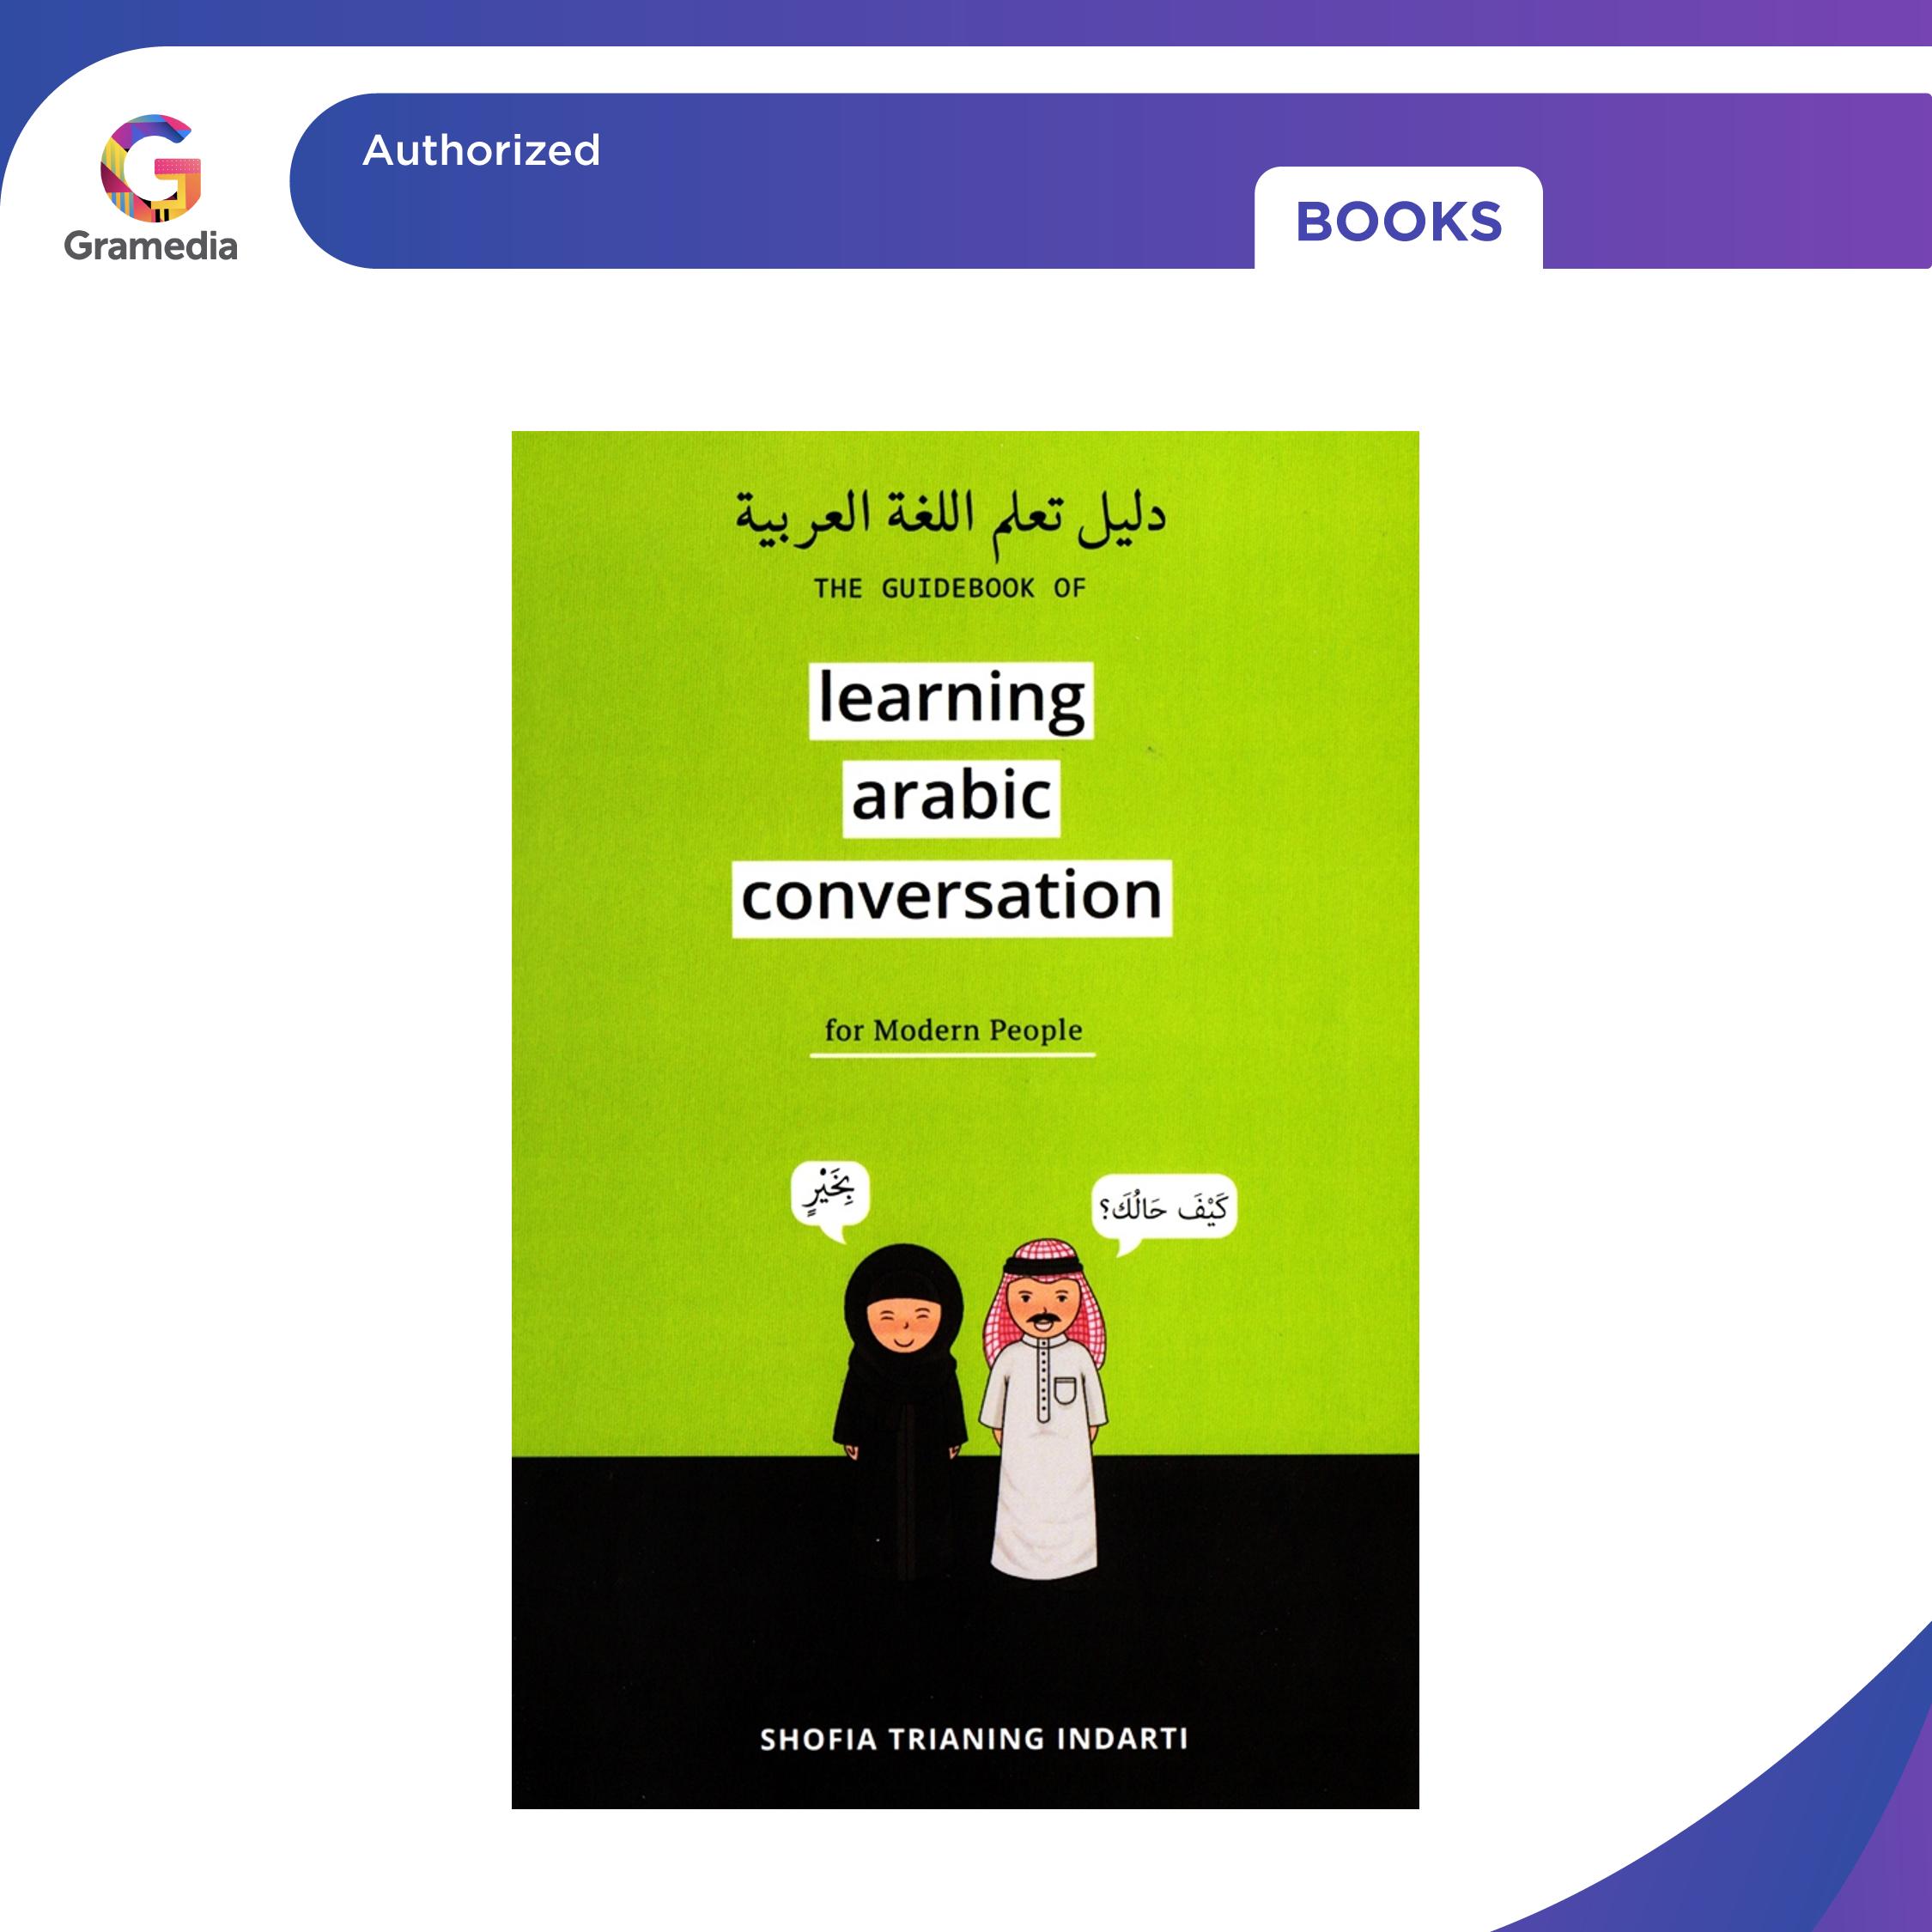 Gramedia
Authorized
BOOKS
دليل تعلم اللغة العربية
THE GUIDEBOOK OF
learning
arabic
conversation
for Modern People
بِخَيْرٍ
كَيْفَ حَالُكَ؟
SHOFIA TRIANING INDARTI